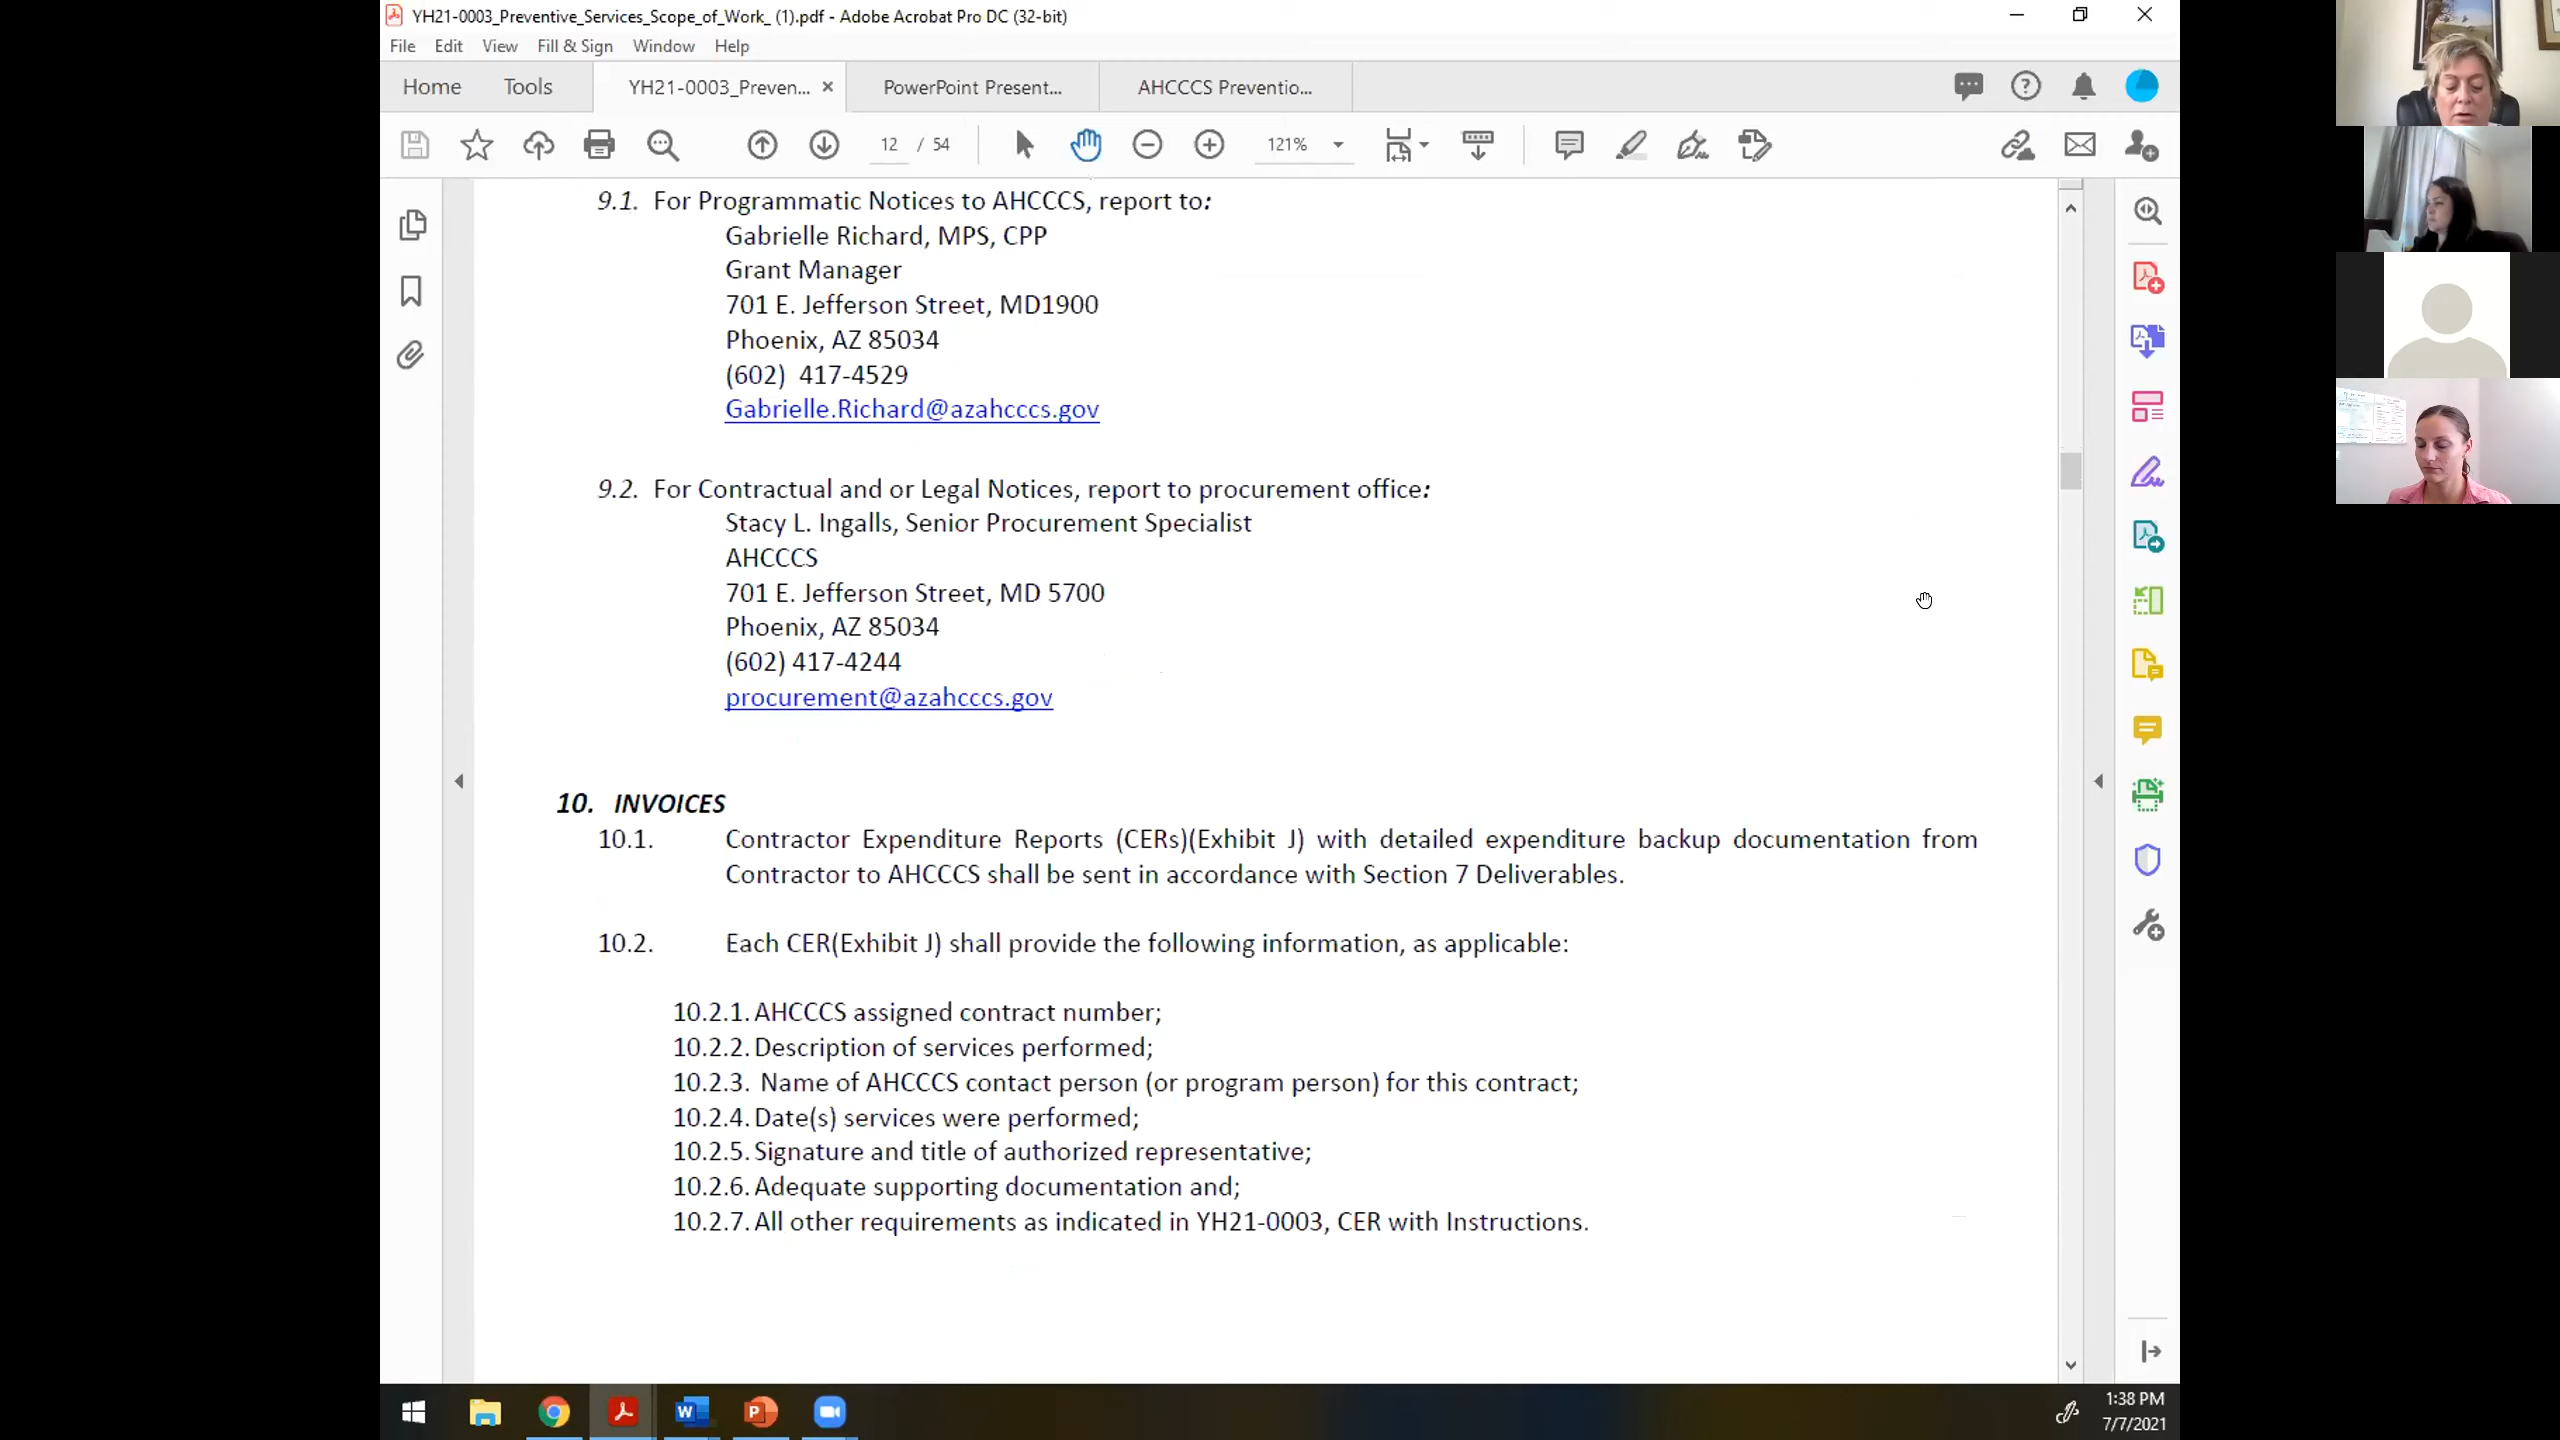 YH21-0003_Preventive_Services_Scope_of_Work_ (1).pdf - Adobe Acrobat Pro DC (32-bit)
File Edit View Fill & Sign Window Help
Home Tools YH21-0003_Preven... × PowerPoint Present... AHCCCS Preventio...
12 / 54 121%
9.1. For Programmatic Notices to AHCCCS, report to:
Gabrielle Richard, MPS, CPP
Grant Manager
701 E. Jefferson Street, MD1900
Phoenix, AZ 85034
(602) 417-4529
Gabrielle.Richard@azahcccs.gov
9.2. For Contractual and or Legal Notices, report to procurement office:
Stacy L. Ingalls, Senior Procurement Specialist
AHCCCS
701 E. Jefferson Street, MD 5700
Phoenix, AZ 85034
(602) 417-4244
procurement@azahcccs.gov
10. INVOICES
10.1. Contractor Expenditure Reports (CERs)(Exhibit J) with detailed expenditure backup documentation from
Contractor to AHCCCS shall be sent in accordance with Section 7 Deliverables.
10.2. Each CER(Exhibit J) shall provide the following information, as applicable:
10.2.1. AHCCCS assigned contract number;
10.2.2. Description of services performed;
10.2.3. Name of AHCCCS contact person (or program person) for this contract;
10.2.4. Date(s) services were performed;
10.2.5. Signature and title of authorized representative;
10.2.6. Adequate supporting documentation and;
10.2.7. All other requirements as indicated in YH21-0003, CER with Instructions.
1:38 PM
7/7/2021